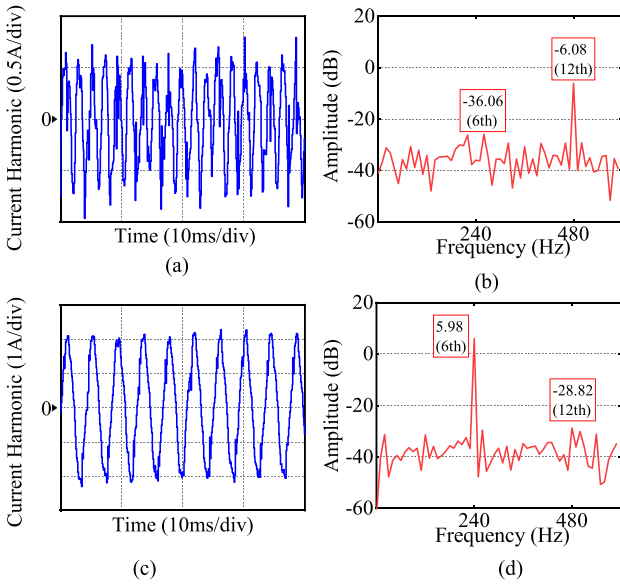 Current Harmonic (0.5A/div)
0
Time (10ms/div)
(a)
Amplitude (dB)
20
0
-20
-40
-60
-36.06
(6th)
-6.08
(12th)
240
480
Frequency (Hz)
(b)
Current Harmonic (1A/div)
0
Time (10ms/div)
(c)
Amplitude (dB)
20
0
-20
-40
-60
5.98
(6th)
-28.82
(12th)
240
480
Frequency (Hz)
(d)